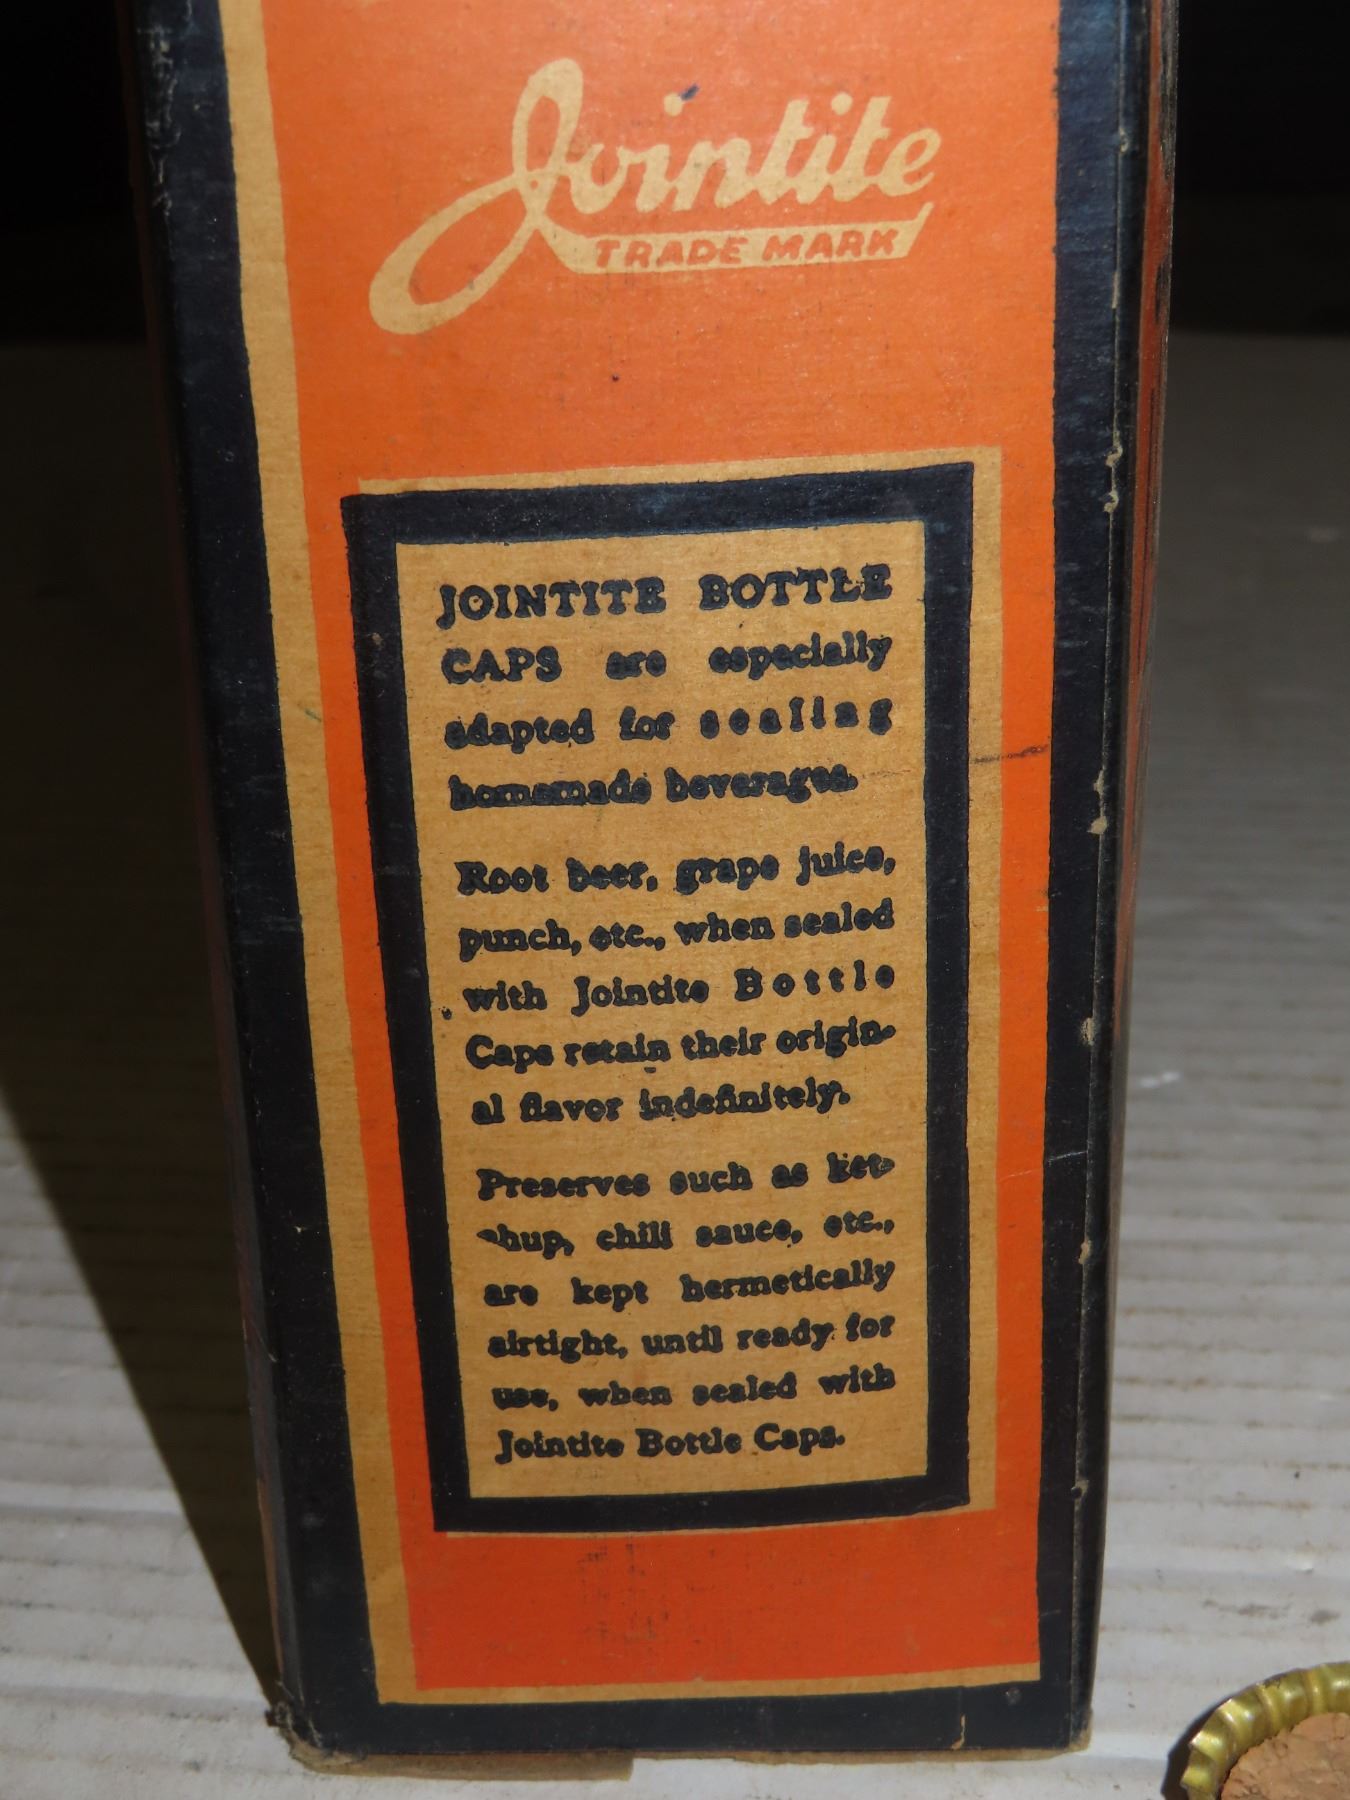 Jointite
TRADE MARK
JOINTITE BOTTLE
CAPS are especially
adapted for sealing
homemade beverages.
Root beer, grape juice,
punch, etc., when sealed
with Jointite Bottle
Caps retain their origin-
al flavor indefinitely.
Preserves such as ket-
chup, chili sauce, etc.,
are kept hermetically
airtight, until ready for
use, when sealed with
Jointite Bottle Caps.